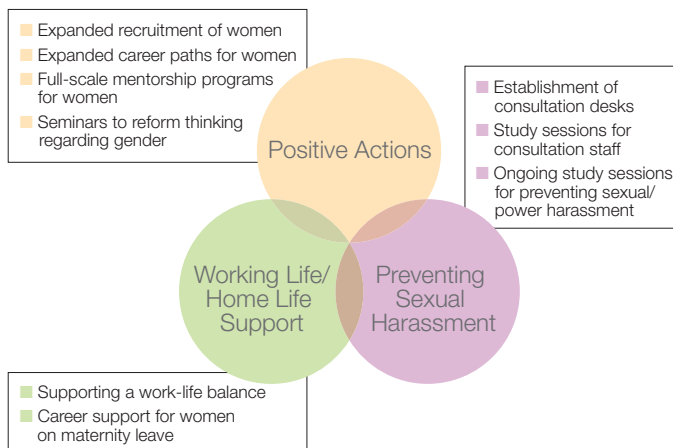 Expanded recruitment of women
Expanded career paths for women
Full-scale mentorship programs
for women
Seminars to reform thinking
regarding gender
Positive Actions
Establishment of
consultation desks
Study sessions for
consultation staff
Ongoing study sessions
for preventing sexual/
power harassment
Working Life/
Home Life
Support
Preventing
Sexual
Harassment
Supporting a work-life balance
Career support for women
on maternity leave